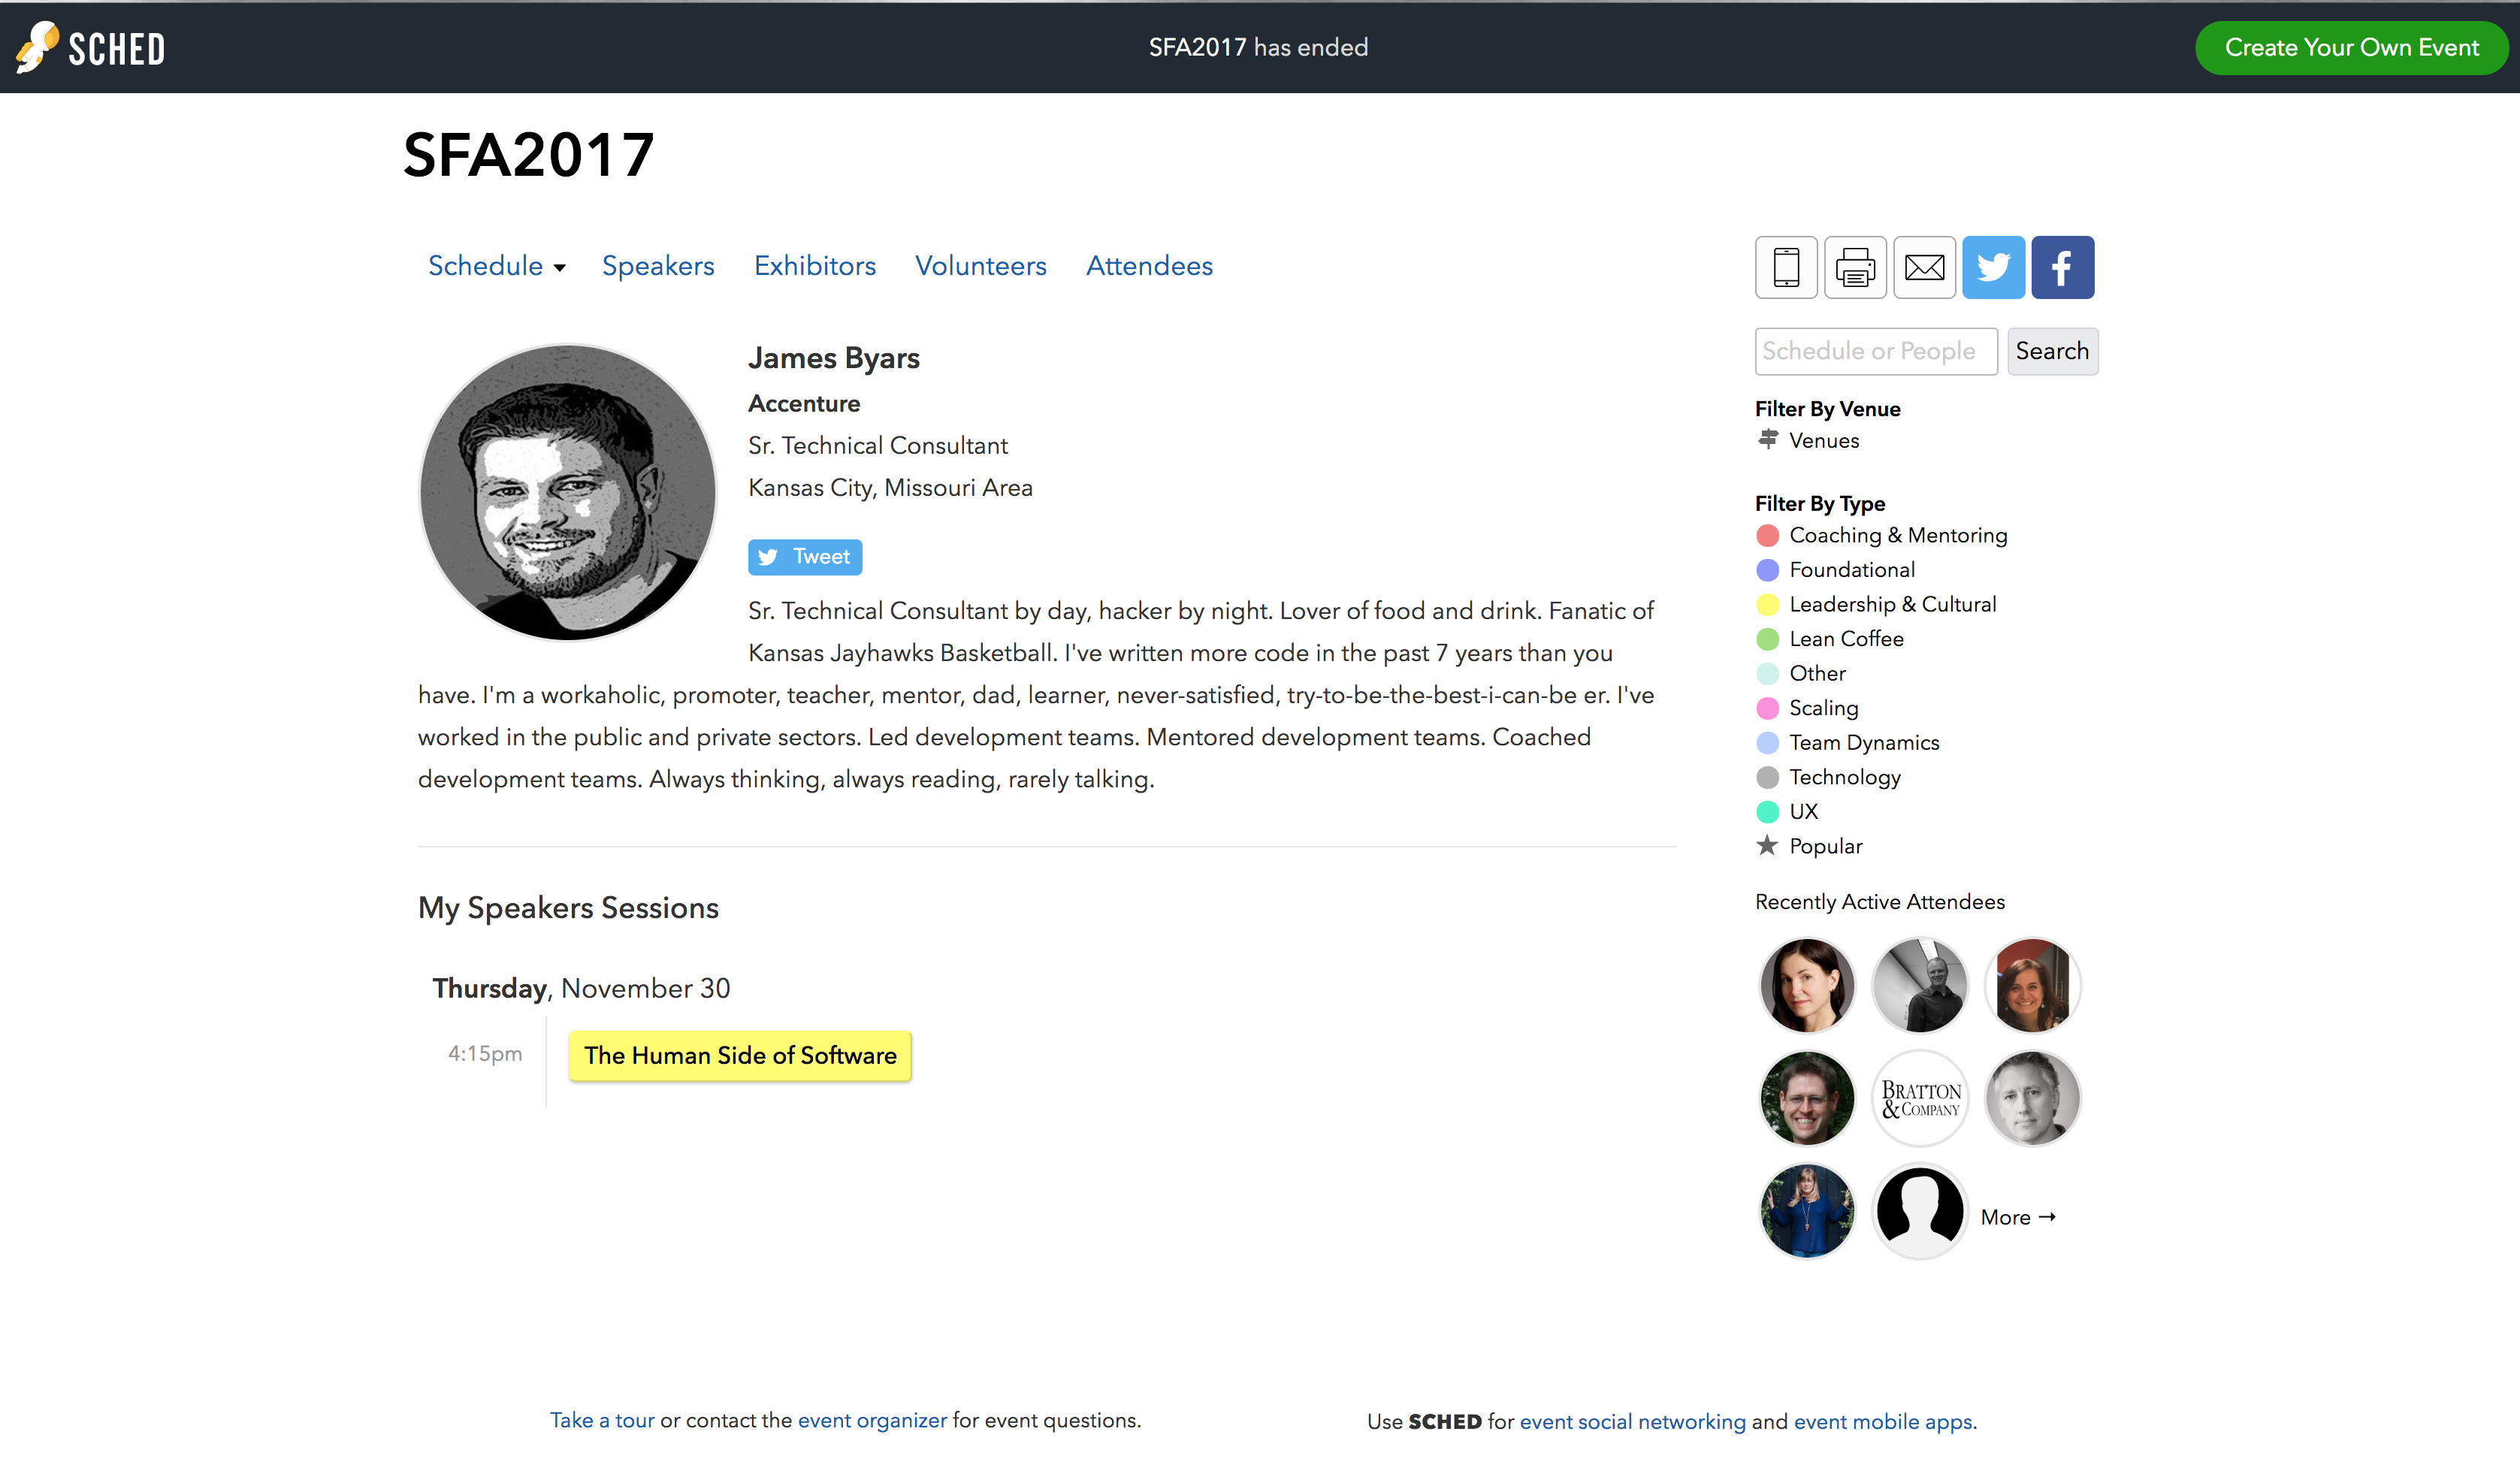 SCHED
SFA2017 has ended
Create Your Own Event
SFA2017
Schedule
Speakers
Exhibitors
Volunteers
Attendees
James Byars
Accenture
Sr. Technical Consultant
Kansas City, Missouri Area
Tweet
Sr. Technical Consultant by day, hacker by night. Lover of food and drink. Fanatic of
Kansas Jayhawks Basketball. I've written more code in the past 7 years than you
have. I'm a workaholic, promoter, teacher, mentor, dad, learner, never-satisfied, try-to-be-the-best-i-can-be er. I've
worked in the public and private sectors. Led development teams. Mentored development teams. Coached
development teams. Always thinking, always reading, rarely talking.
My Speakers Sessions
Thursday, November 30
4:15pm
The Human Side of Software
Schedule or People
Search
Filter By Venue
Venues
Filter By Type
Coaching & Mentoring
Foundational
Leadership & Cultural
Lean Coffee
Other
Scaling
Team Dynamics
Technology
UX
Popular
Recently Active Attendees
BRATTON
& COMPANY
More →
Take a tour or contact the event organizer for event questions.
Use SCHED for event social networking and event mobile apps.